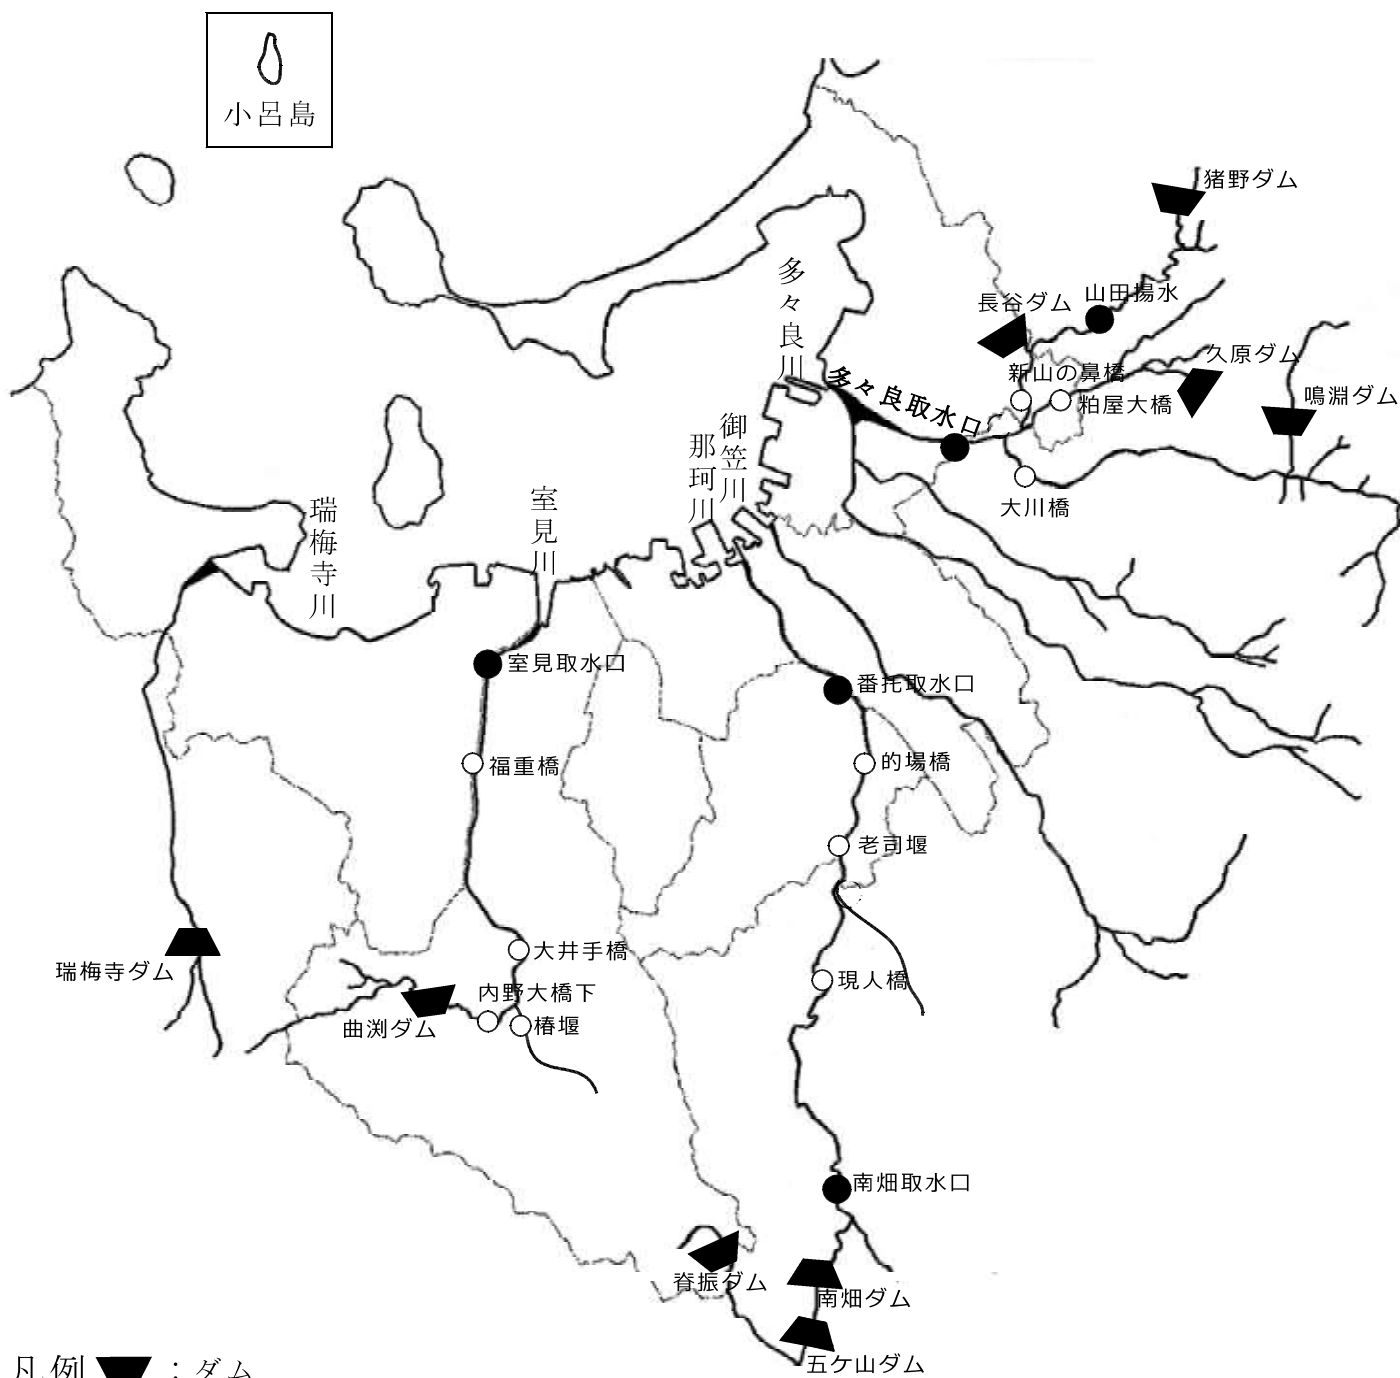 小呂島
猪野ダム
多々良川
長谷ダム
山田揚水
新山の鼻橋
久原ダム
粕屋大橋
鳴淵ダム
多々良取水口
御笠川
那珂川
大川橋
室見川
瑞梅寺川
室見取水口
番托取水口
福重橋
的場橋
老司堰
大井手橋
瑞梅寺ダム
現人橋
内野大橋下
曲渕ダム
椿堰
南畑取水口
脊振ダム
南畑ダム
五ケ山ダム
凡例 ：ダム